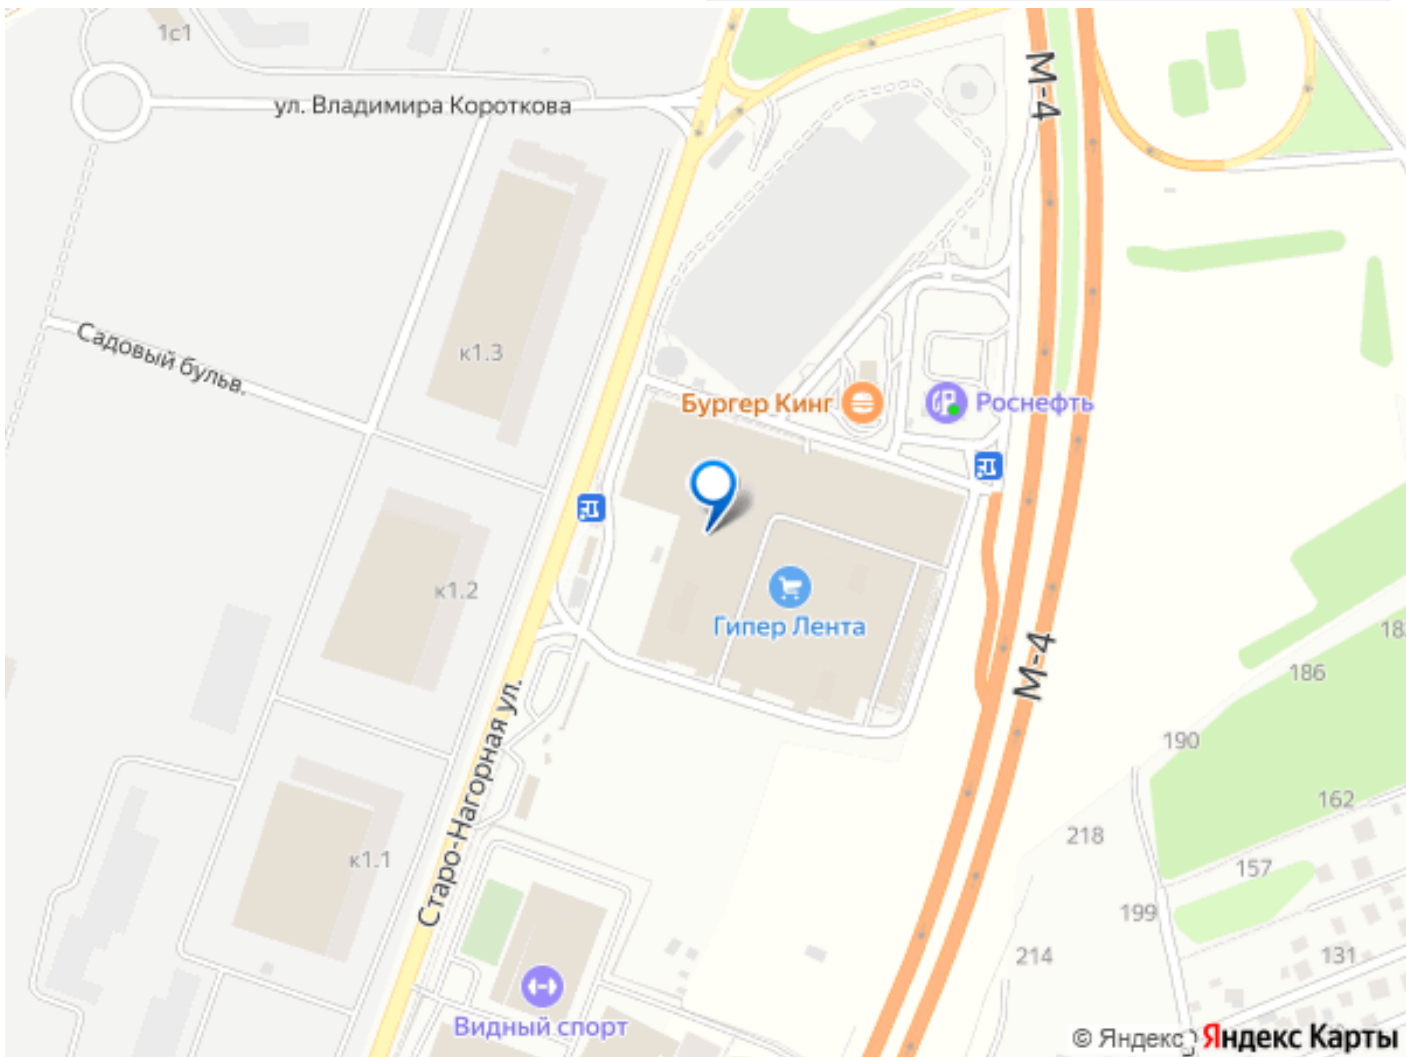 1с1
ул. Владимира Короткова
М-4
Садовый бульв.
к1.3
Бургер Кинг
Роснефть
к1.2
Гипер Лента
М-4
186
190
Старо-Нагорная ул.
162
218
к1.1
157
199
214
131
Видный спорт
© Яндекс Яндекс Карты